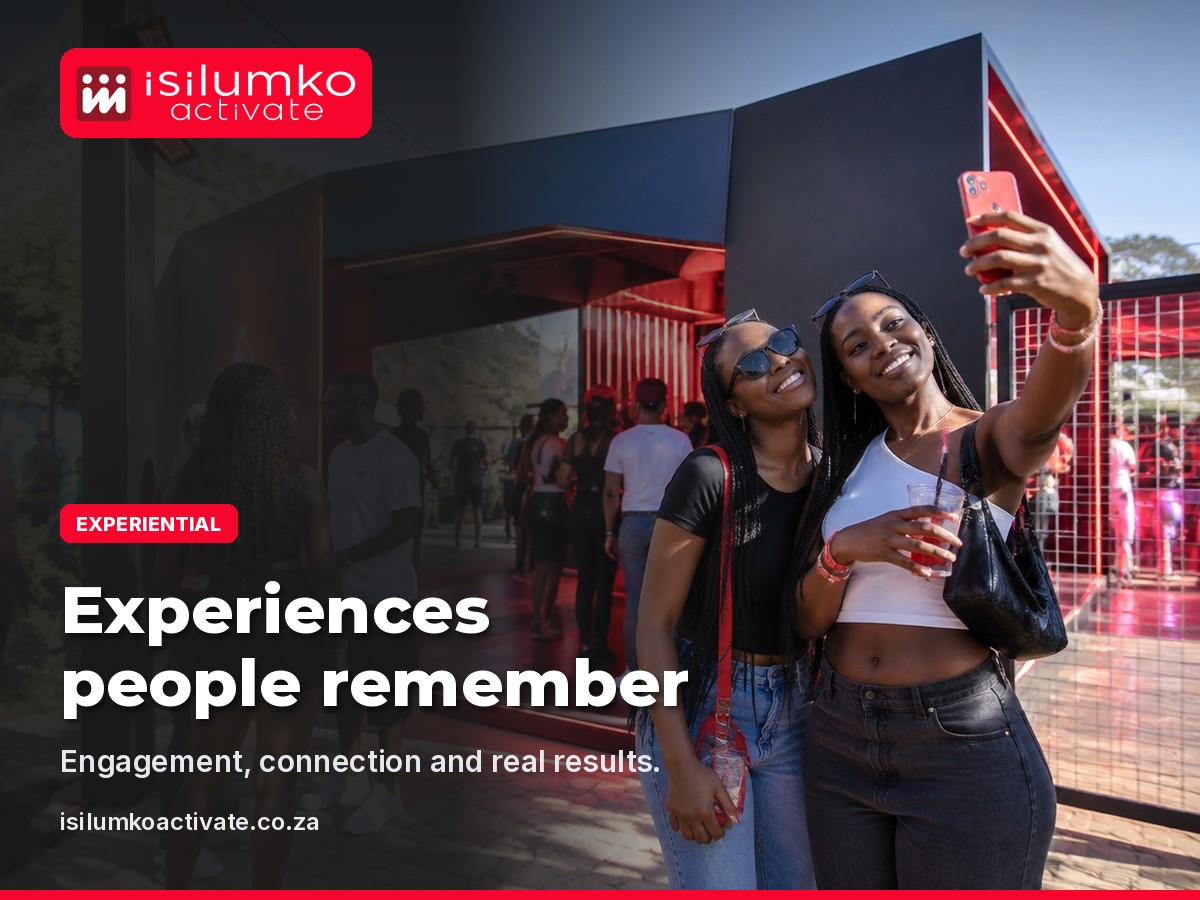 isilumko
activate
EXPERIENTIAL
Experiences
people remember
Engagement, connection and real results.
isilumkoactivate.co.za